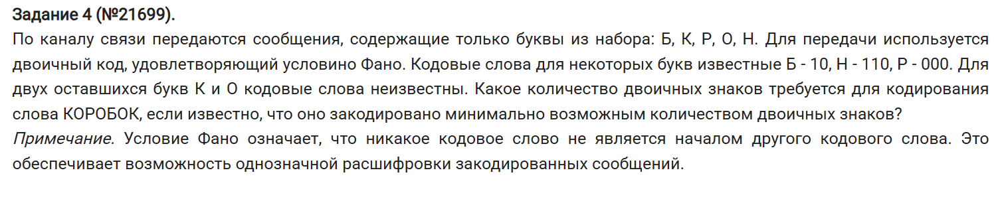 Задание 4 (№21699).
По каналу связи передаются сообщения, содержащие только буквы из набора: Б, К, Р, О, Н. Для передачи используется
двоичный код, удовлетворяющий условино Фано. Кодовые слова для некоторых букв известные Б - 10, Н - 110, Р - 000. Для
двух оставшихся букв К и О кодовые слова неизвестны. Какое количество двоичных знаков требуется для кодирования
слова КОРОБОК, если известно, что оно закодировано минимально возможным количеством двоичных знаков?
Примечание. Условие Фано означает, что никакое кодовое слово не является началом другого кодового слова. Это
обеспечивает возможность однозначной расшифровки закодированных сообщений.